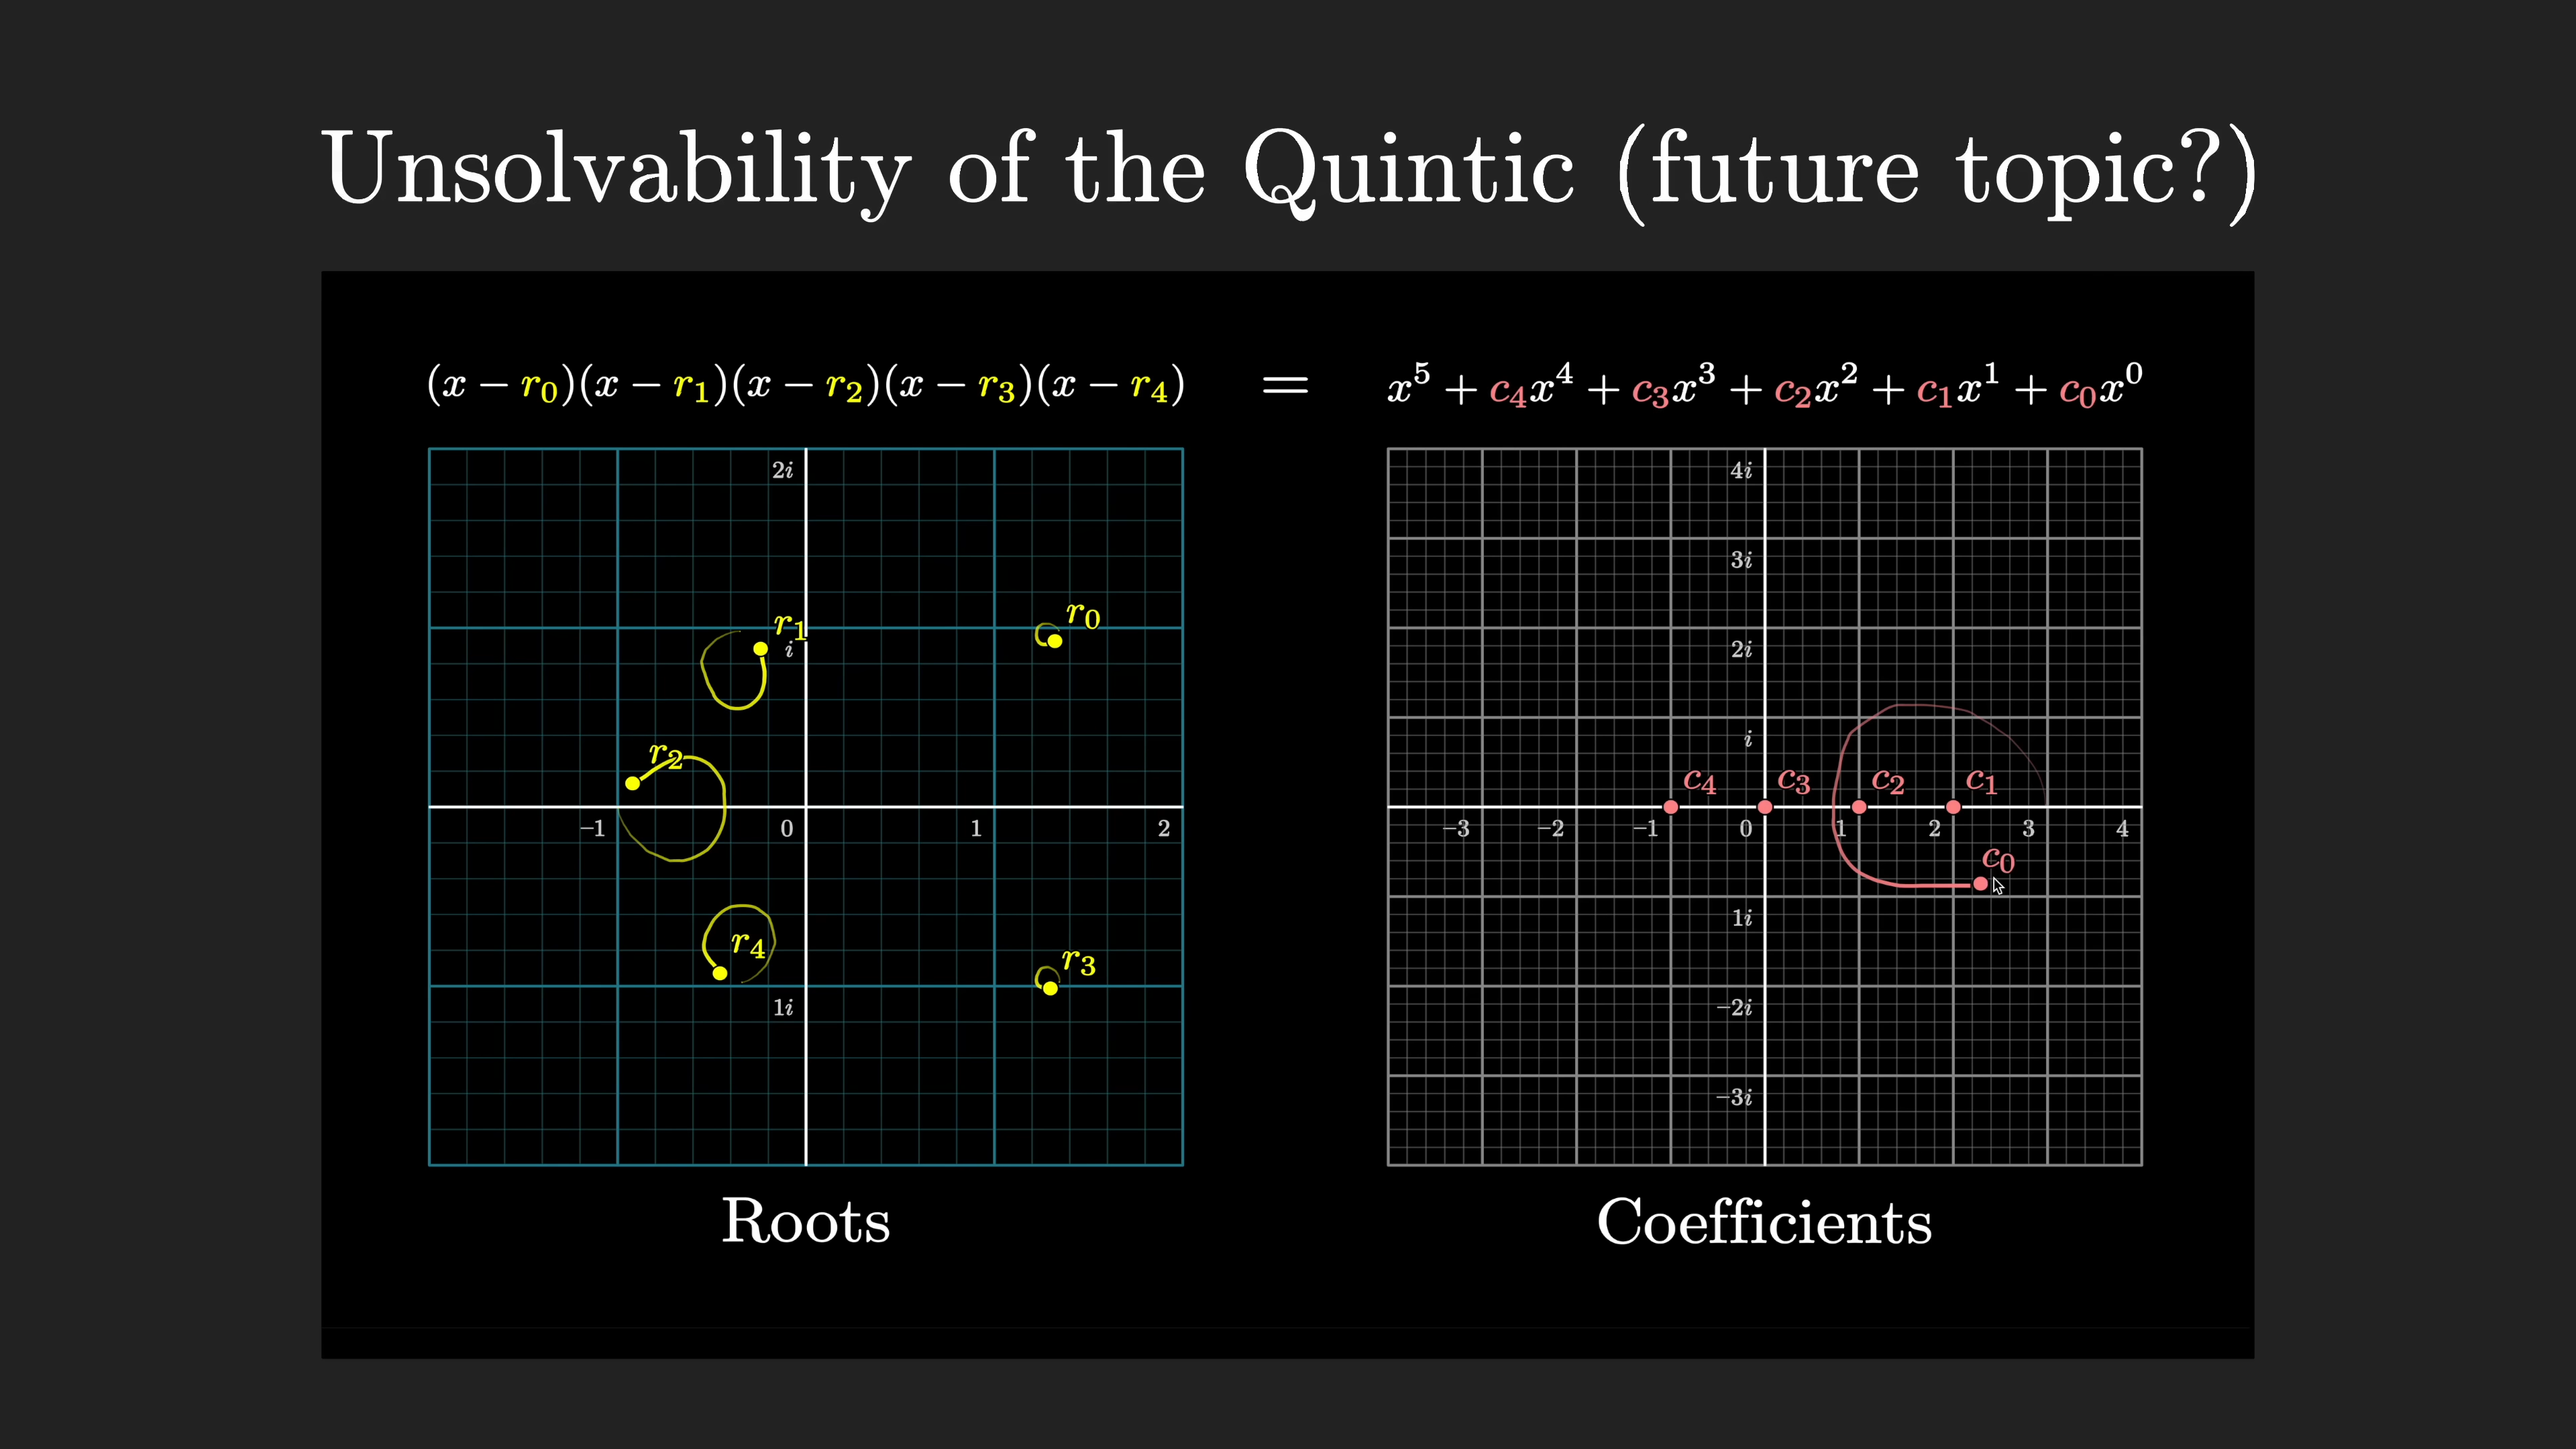 Unsolvability of the Quintic (future topic?)
(x − r₀)(x − r₁)(x − r₂)(x − r₃)(x − r₄) = x⁵ + c₄x⁴ + c₃x³ + c₂x² + c₁x¹ + c₀x⁰
2i
r₁
i
r₀
r₂
−1 0 1 2
r₄
r₃
1i
4i
3i
2i
i
c₄ c₃ c₂ c₁
−3 −2 −1 0 1 2 3 4
c₀
1i
−2i
−3i
Roots
Coefficients